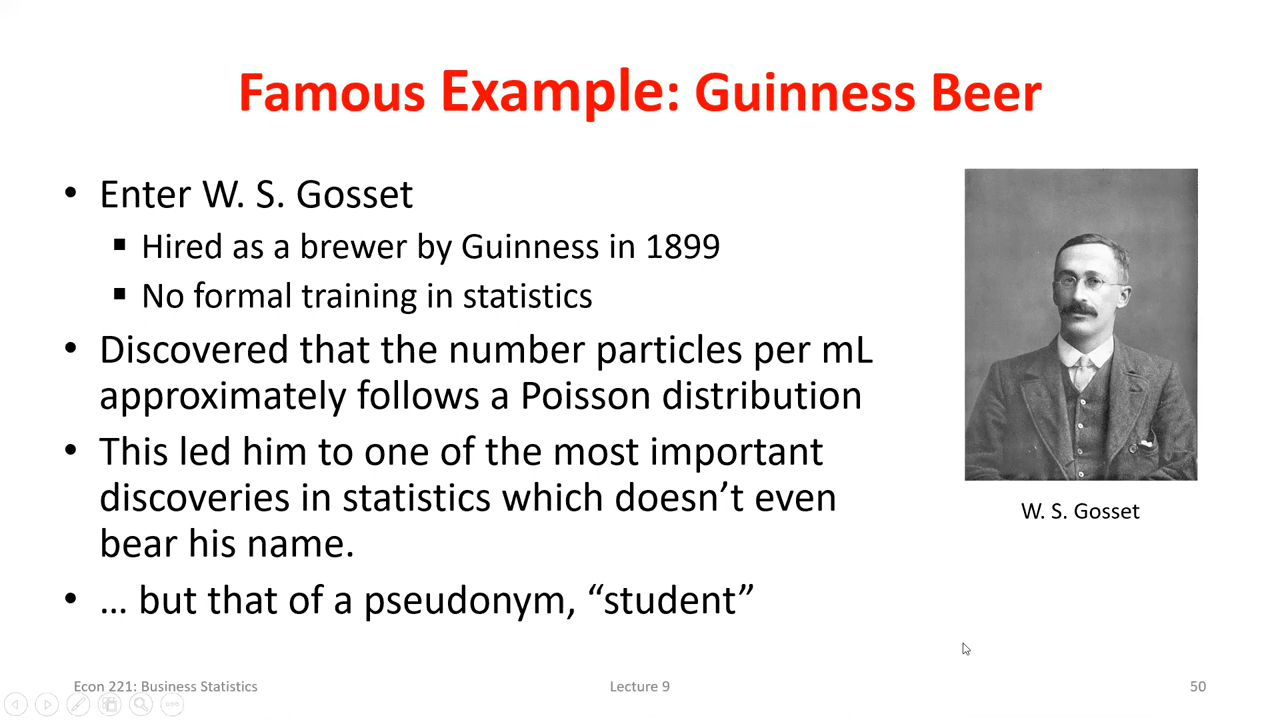 Famous Example: Guinness Beer
• Enter W. S. Gosset
▪ Hired as a brewer by Guinness in 1899
▪ No formal training in statistics
• Discovered that the number particles per mL
approximately follows a Poisson distribution
• This led him to one of the most important
discoveries in statistics which doesn’t even
bear his name.
• … but that of a pseudonym, “student”
W. S. Gosset
Econ 221: Business Statistics
Lecture 9
50